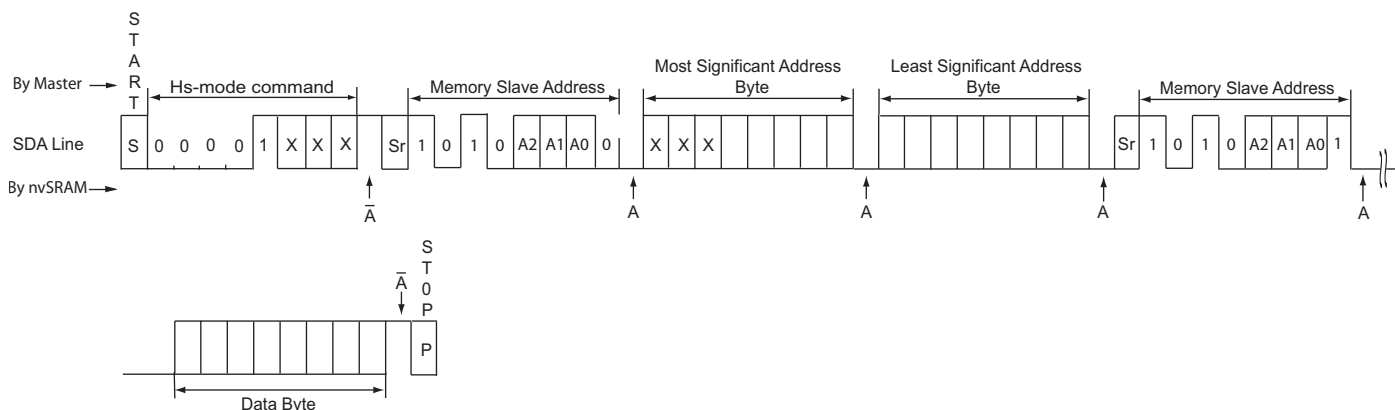 START
By Master
Hs-mode command
Memory Slave Address
Most Significant Address
Byte
Least Significant Address
Byte
Memory Slave Address
SDA Line
S 0 0 0 0 1 X X X Sr 1 0 1 0 A2 A1 A0 0 X X X Sr 1 0 1 0 A2 A1 A0 1
By nvSRAM
A̅ A A A A
A̅
ST0P
P
Data Byte